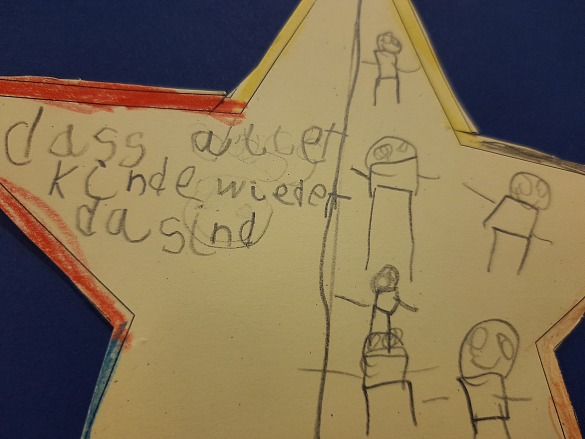 dass aller
Kinde wieder
da sind